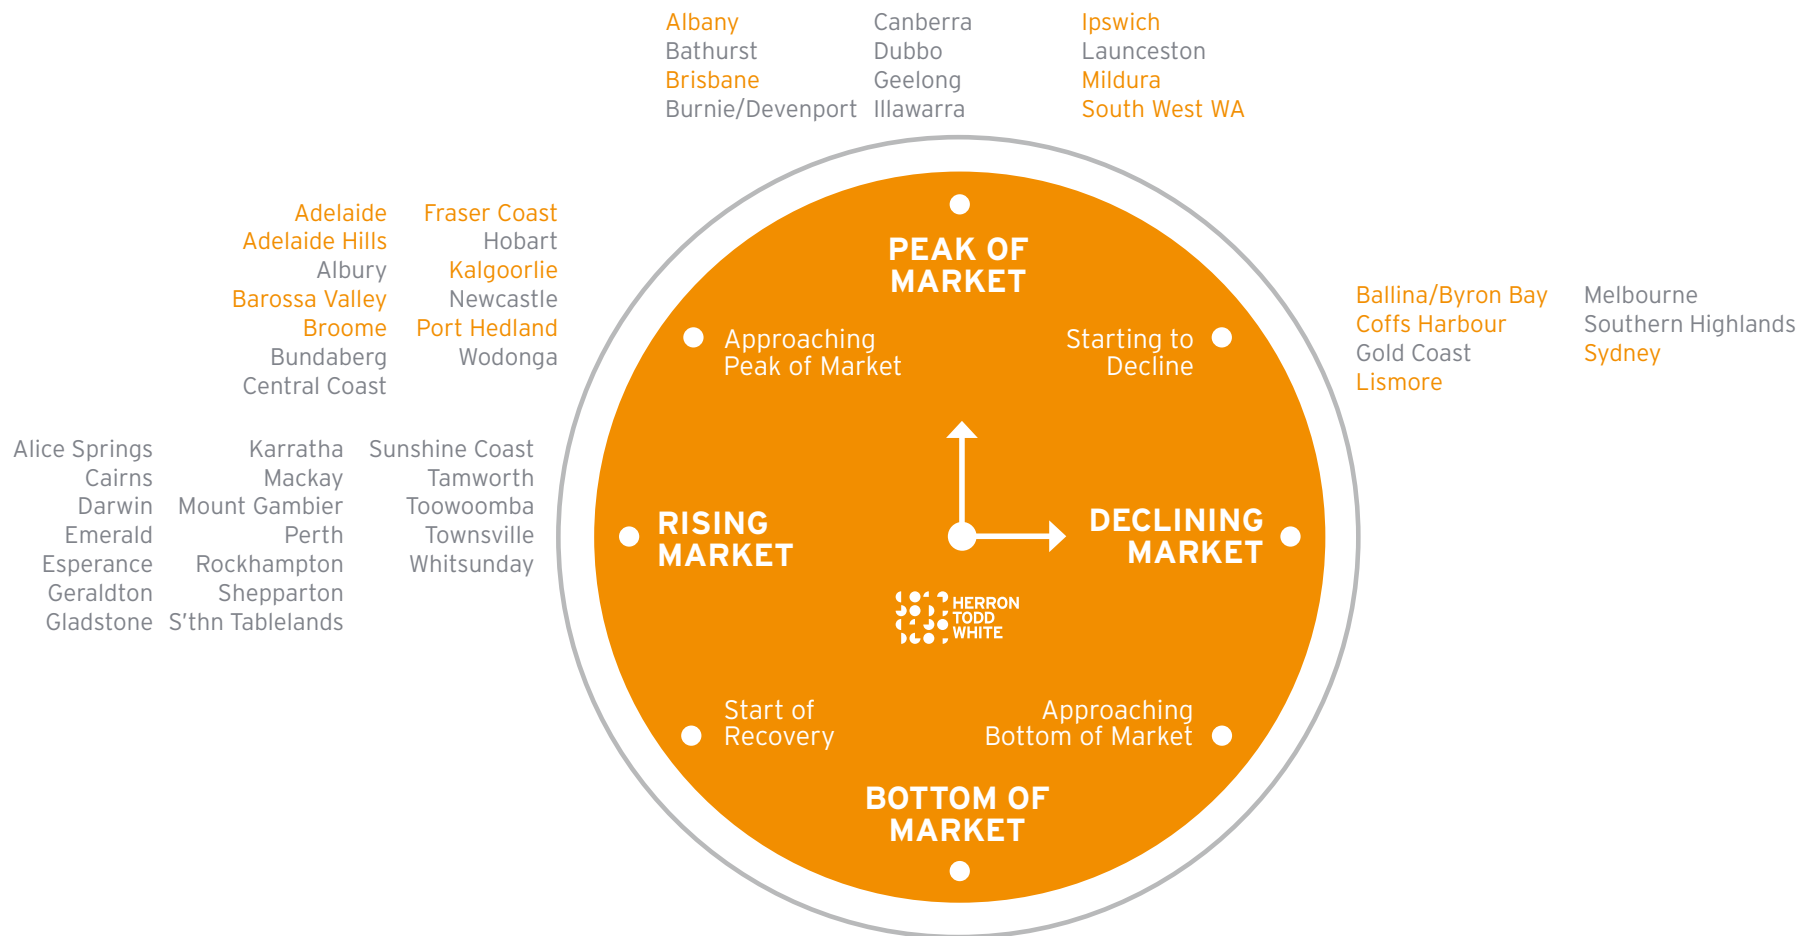 Albany
Bathurst
Brisbane
Burnie/Devenport
Canberra
Dubbo
Geelong
Illawarra
Ipswich
Launceston
Mildura
South West WA
Adelaide
Adelaide Hills
Albury
Barossa Valley
Broome
Bundaberg
Central Coast
Fraser Coast
Hobart
Kalgoorlie
Newcastle
Port Hedland
Wodonga
PEAK OF
MARKET
Approaching
Peak of Market
Starting to
Decline
Ballina/Byron Bay
Coffs Harbour
Gold Coast
Lismore
Melbourne
Southern Highlands
Sydney
Alice Springs
Cairns
Darwin
Emerald
Esperance
Geraldton
Gladstone
Karratha
Mackay
Mount Gambier
Perth
Rockhampton
Shepparton
S'thn Tablelands
Sunshine Coast
Tamworth
Toowoomba
Townsville
Whitsunday
RISING
MARKET
DECLINING
MARKET
HERRON
TODD
WHITE
Start of
Recovery
Approaching
Bottom of Market
BOTTOM OF
MARKET